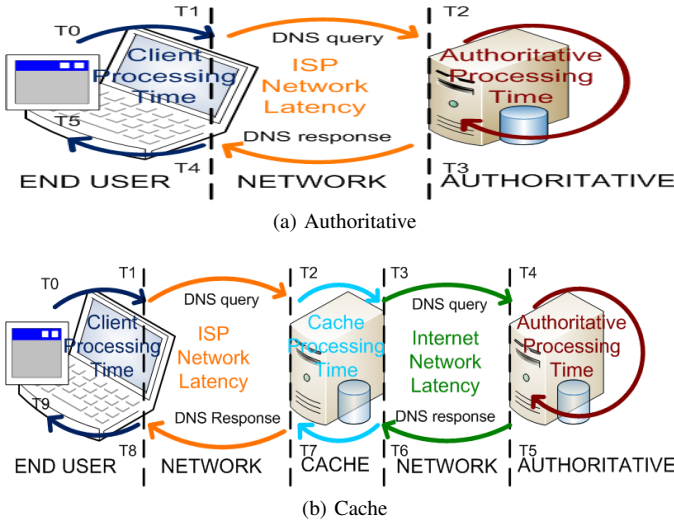 T0
T1
T2
Client
Processing
Time
DNS query
ISP
Network
Latency
DNS response
Authoritative
Processing
Time
T5
T4
T3
END USER
NETWORK
AUTHORITATIVE
(a) Authoritative
T0
T1
T2
T3
T4
Client
Processing
Time
DNS query
ISP
Network
Latency
DNS Response
Cache
Processing
Time
DNS query
Internet
Network
Latency
DNS response
Authoritative
Processing
Time
T9
T8
T7
T6
T5
END USER
NETWORK
CACHE
NETWORK
AUTHORITATIVE
(b) Cache